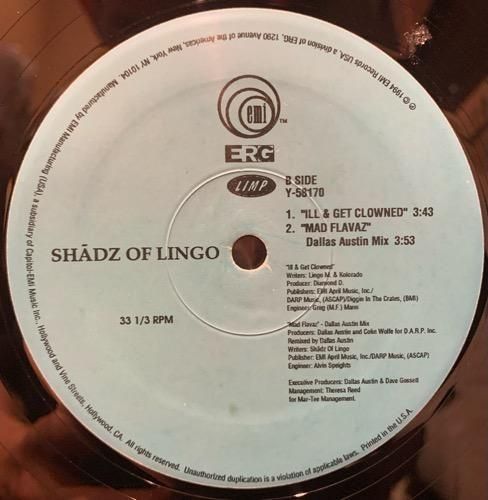 emi
TM
ERG
LIMP
B SIDE
Y-58170
1. "ILL & GET CLOWNED" 3:43
2. "MAD FLAVAZ"
Dallas Austin Mix 3:53
SHĀDZ OF LINGO
33 1/3 RPM
"Ill & Get Clowned"
Writers: Lingo M. & Kolorado
Producer: Diamond D.
Publishers: EMI April Music, Inc./
DARP Music, (ASCAP)/Diggin In The Crates, (BMI)
Engineer: Greg (M.F.) Mann
"Mad Flavaz" - Dallas Austin Mix
Producers: Dallas Austin and Coke Wolfe for D.A.R.P. Inc.
Remixed by Dallas Austin
Writers: Shādz Of Lingo
Publisher: EMI April Music, Inc./DARP Music, (ASCAP)
Engineer: Alvin Speights
Executive Producers: Dallas Austin & Dave Gossett
Management: Theresa Reed
for Mar-Tee Management.
℗ © 1994 EMI Records USA, a division of ERG, 1290 Avenue of the Americas, New York, NY 10104. Manufactured by EMI Manufacturing (USA), a subsidiary of Capitol-EMI Music Inc., Hollywood and Vine Streets, Hollywood, CA. All rights reserved. Unauthorized duplication is a violation of applicable laws. Printed in the U.S.A.